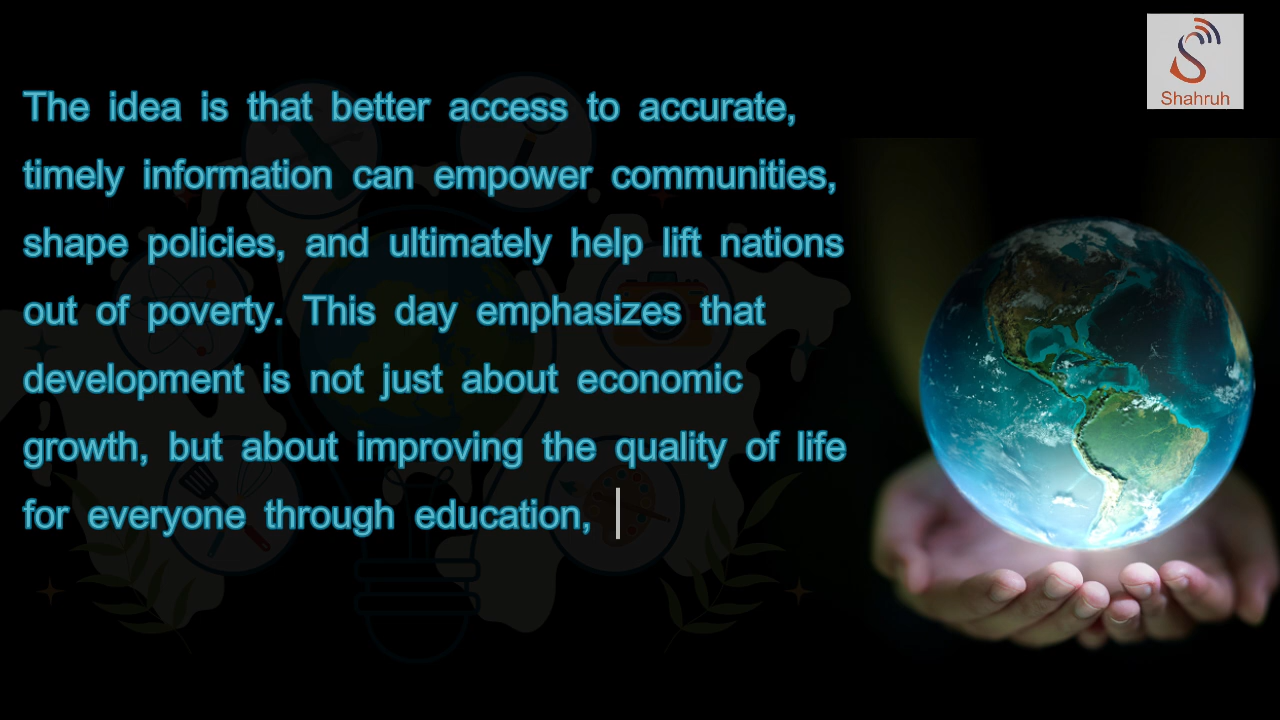 The idea is that better access to accurate,
timely information can empower communities,
shape policies, and ultimately help lift nations
out of poverty. This day emphasizes that
development is not just about economic
growth, but about improving the quality of life
for everyone through education,
Shahruh